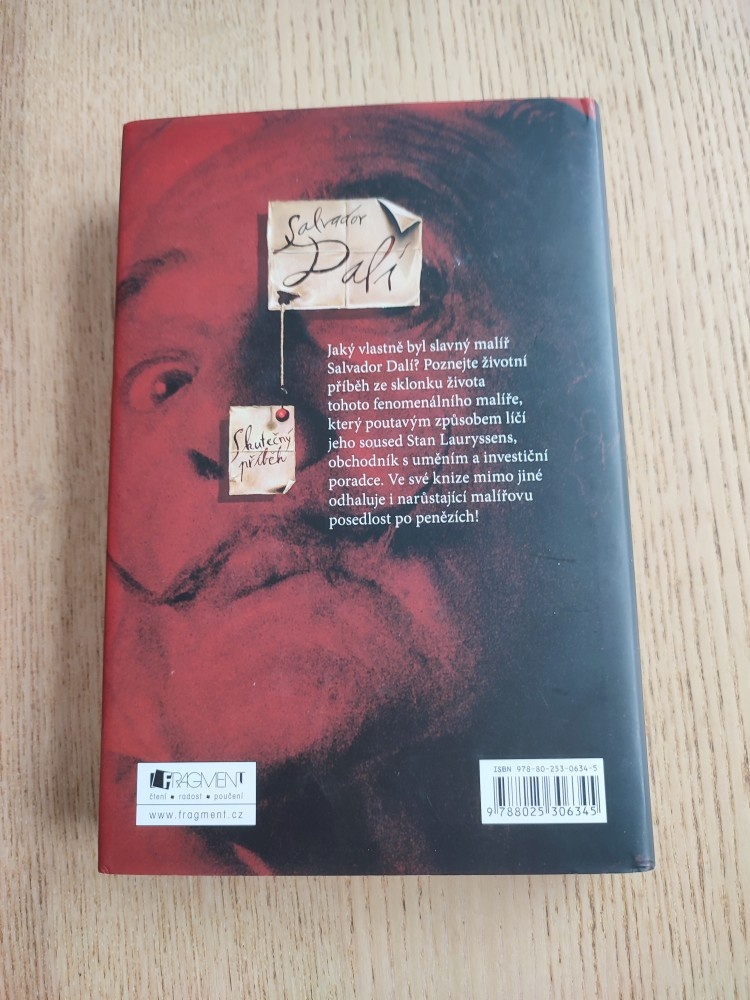 Salvador
Dalí
Skutečný
příběh
Jaký vlastně byl slavný malíř
Salvador Dalí? Poznejte životní
příběh ze sklonku života
tohoto fenomenálního malíře,
který poutavým způsobem líčí
jeho soused Stan Lauryssens,
obchodník s uměním a investiční
poradce. Ve své knize mimo jiné
odhaluje i narůstající malířovu
posedlost po penězích!
FRAGMENT
čtení ▪ radost ▪ poučení
www.fragment.cz
ISBN 978-80-253-0634-5
9 788025 306345